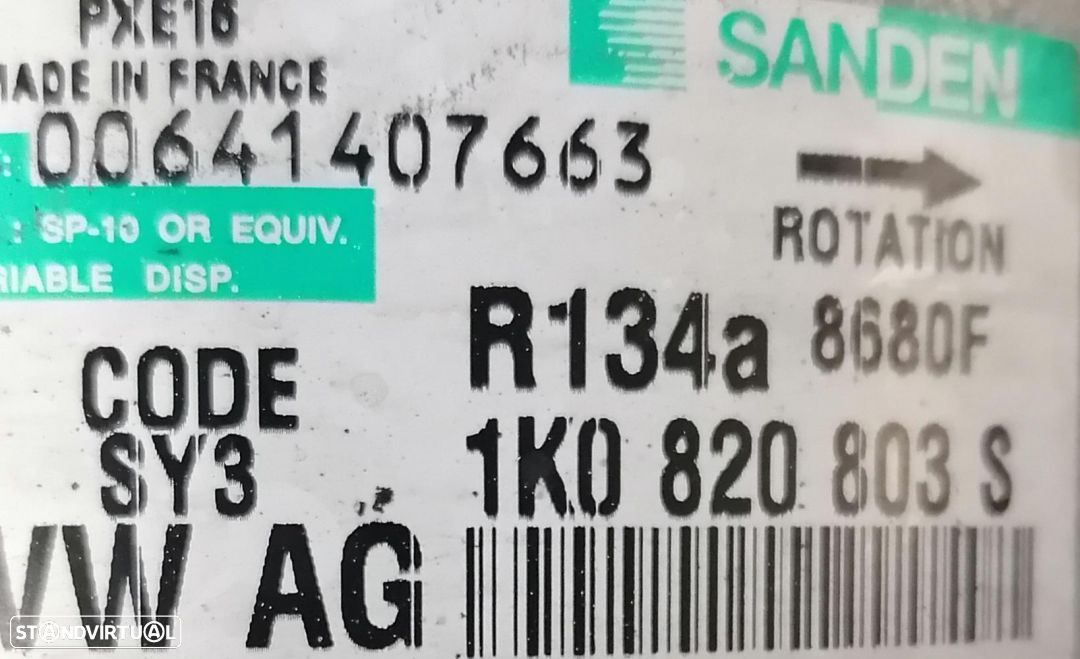 PXE16
SANDEN
MADE IN FRANCE
: 00641407663
ROTATION
: SP-10 OR EQUIV.
RIABLE DISP.
R134a 8680F
CODE
SY3
1K0 820 803 S
VW AG
STANDVIRTUAL